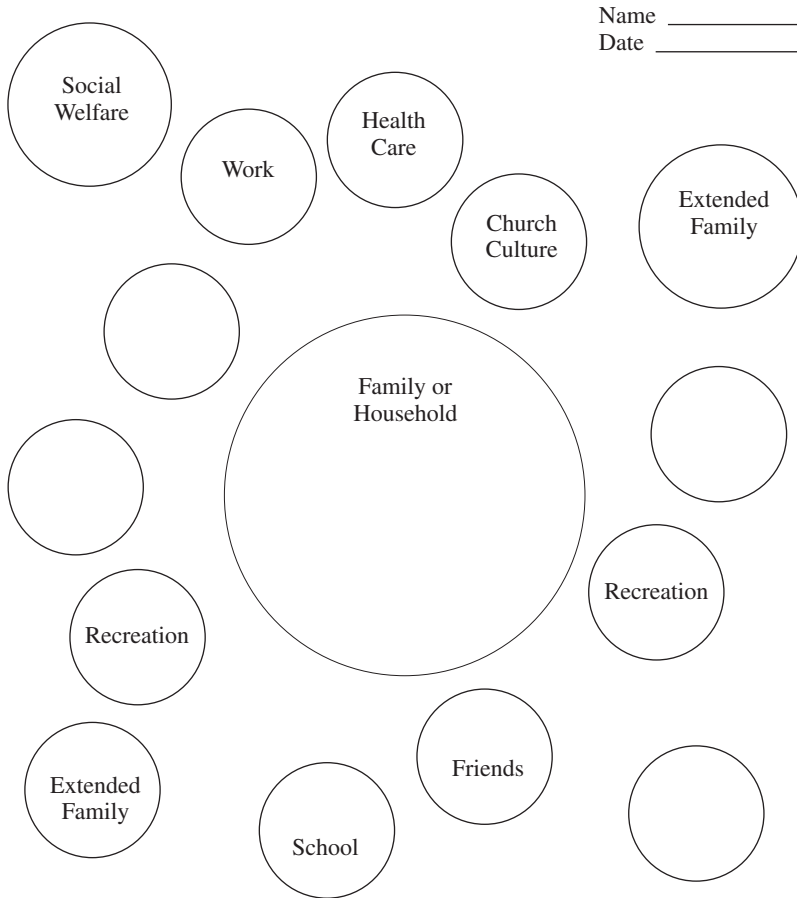 Name
Date
Social
Welfare
Work
Health
Care
Church
Culture
Extended
Family
Family or
Household
Recreation
Recreation
Extended
Family
Friends
School